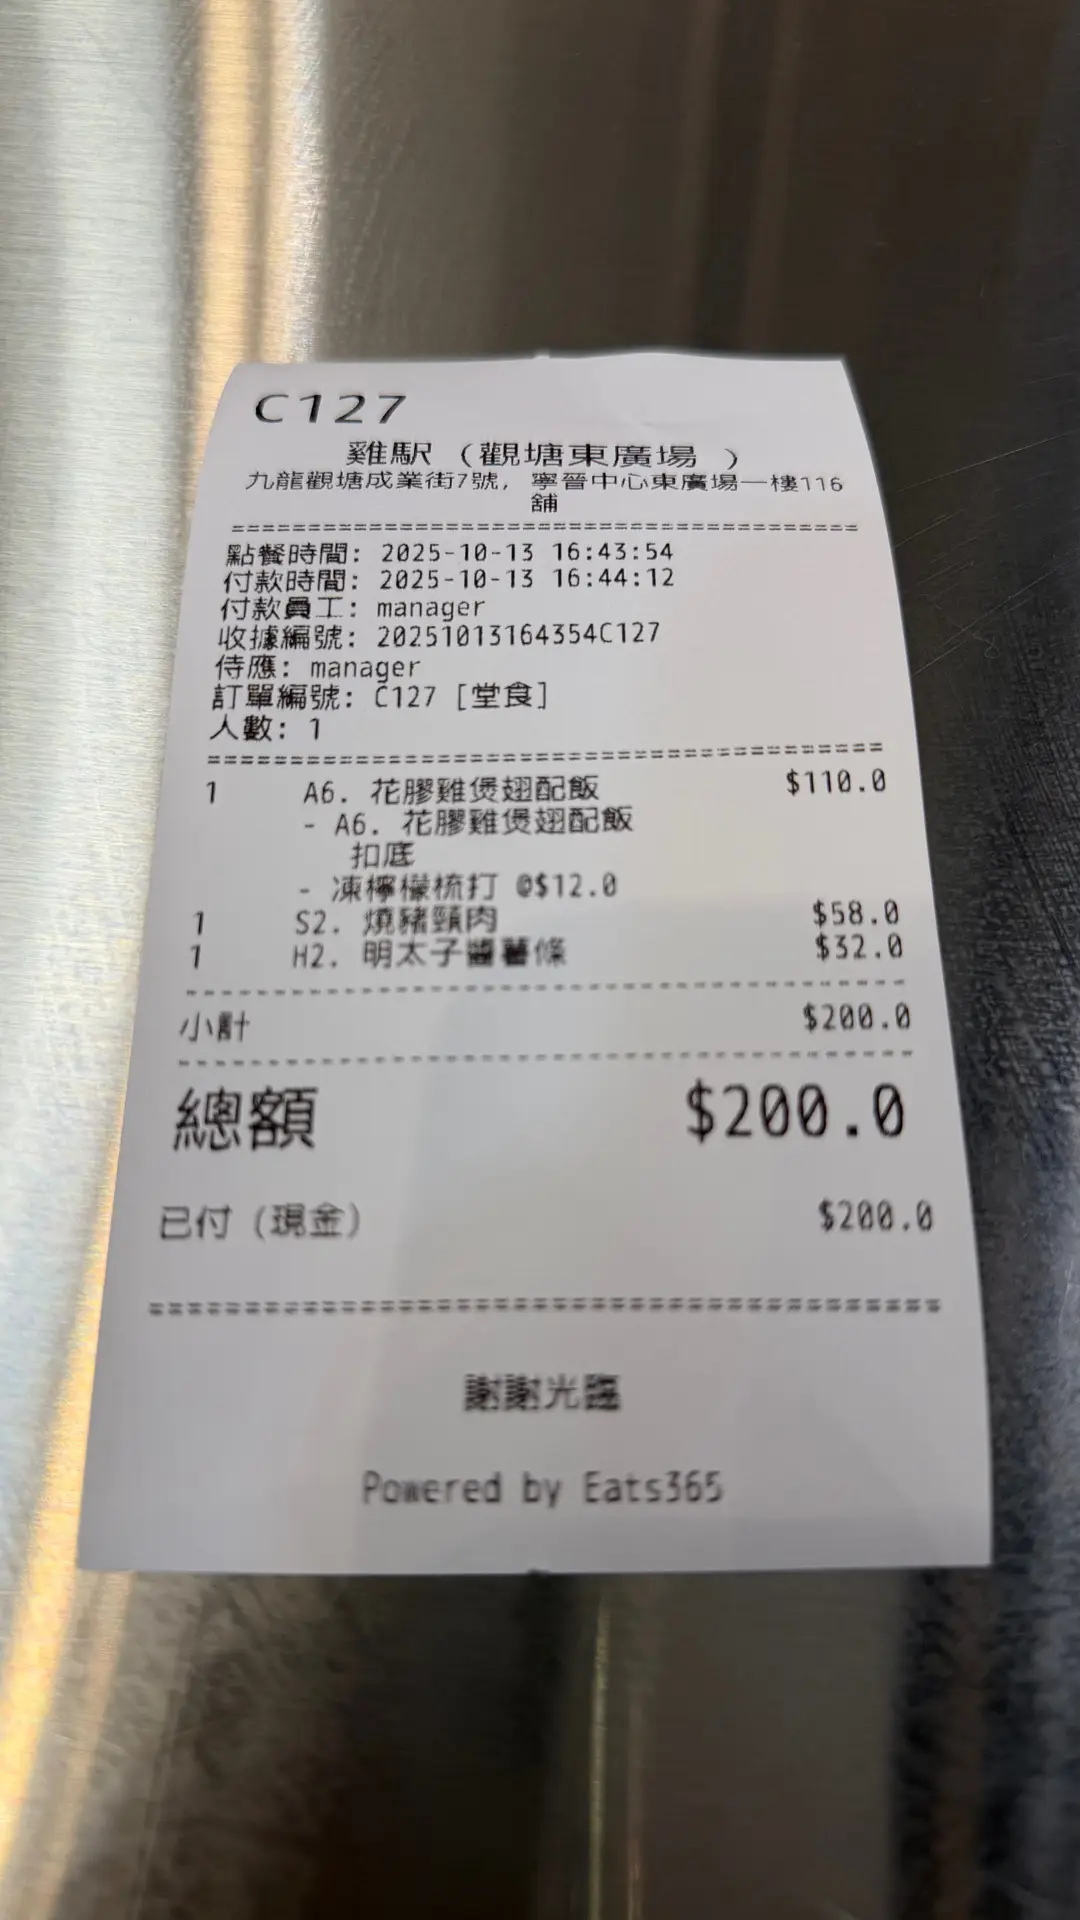 C127
雞駅 (觀塘東廣場 )
九龍觀塘成業街7號, 寧晉中心東廣場一樓116
舖
========================================
點餐時間: 2025-10-13 16:43:54
付款時間: 2025-10-13 16:44:12
付款員工: manager
收據編號: 20251013164354C127
侍應: manager
訂單編號: C127 [堂食]
人數: 1
========================================
1 A6. 花膠雞煲翅配飯 $110.0
- A6. 花膠雞煲翅配飯
扣底
- 凍檸檬梳打 @$12.0
1 S2. 燒豬頸肉 $58.0
1 H2. 明太子醬薯條 $32.0
----------------------------------------
小計 $200.0
----------------------------------------
總額 $200.0
已付 (現金) $200.0
========================================
謝謝光臨
Powered by Eats365